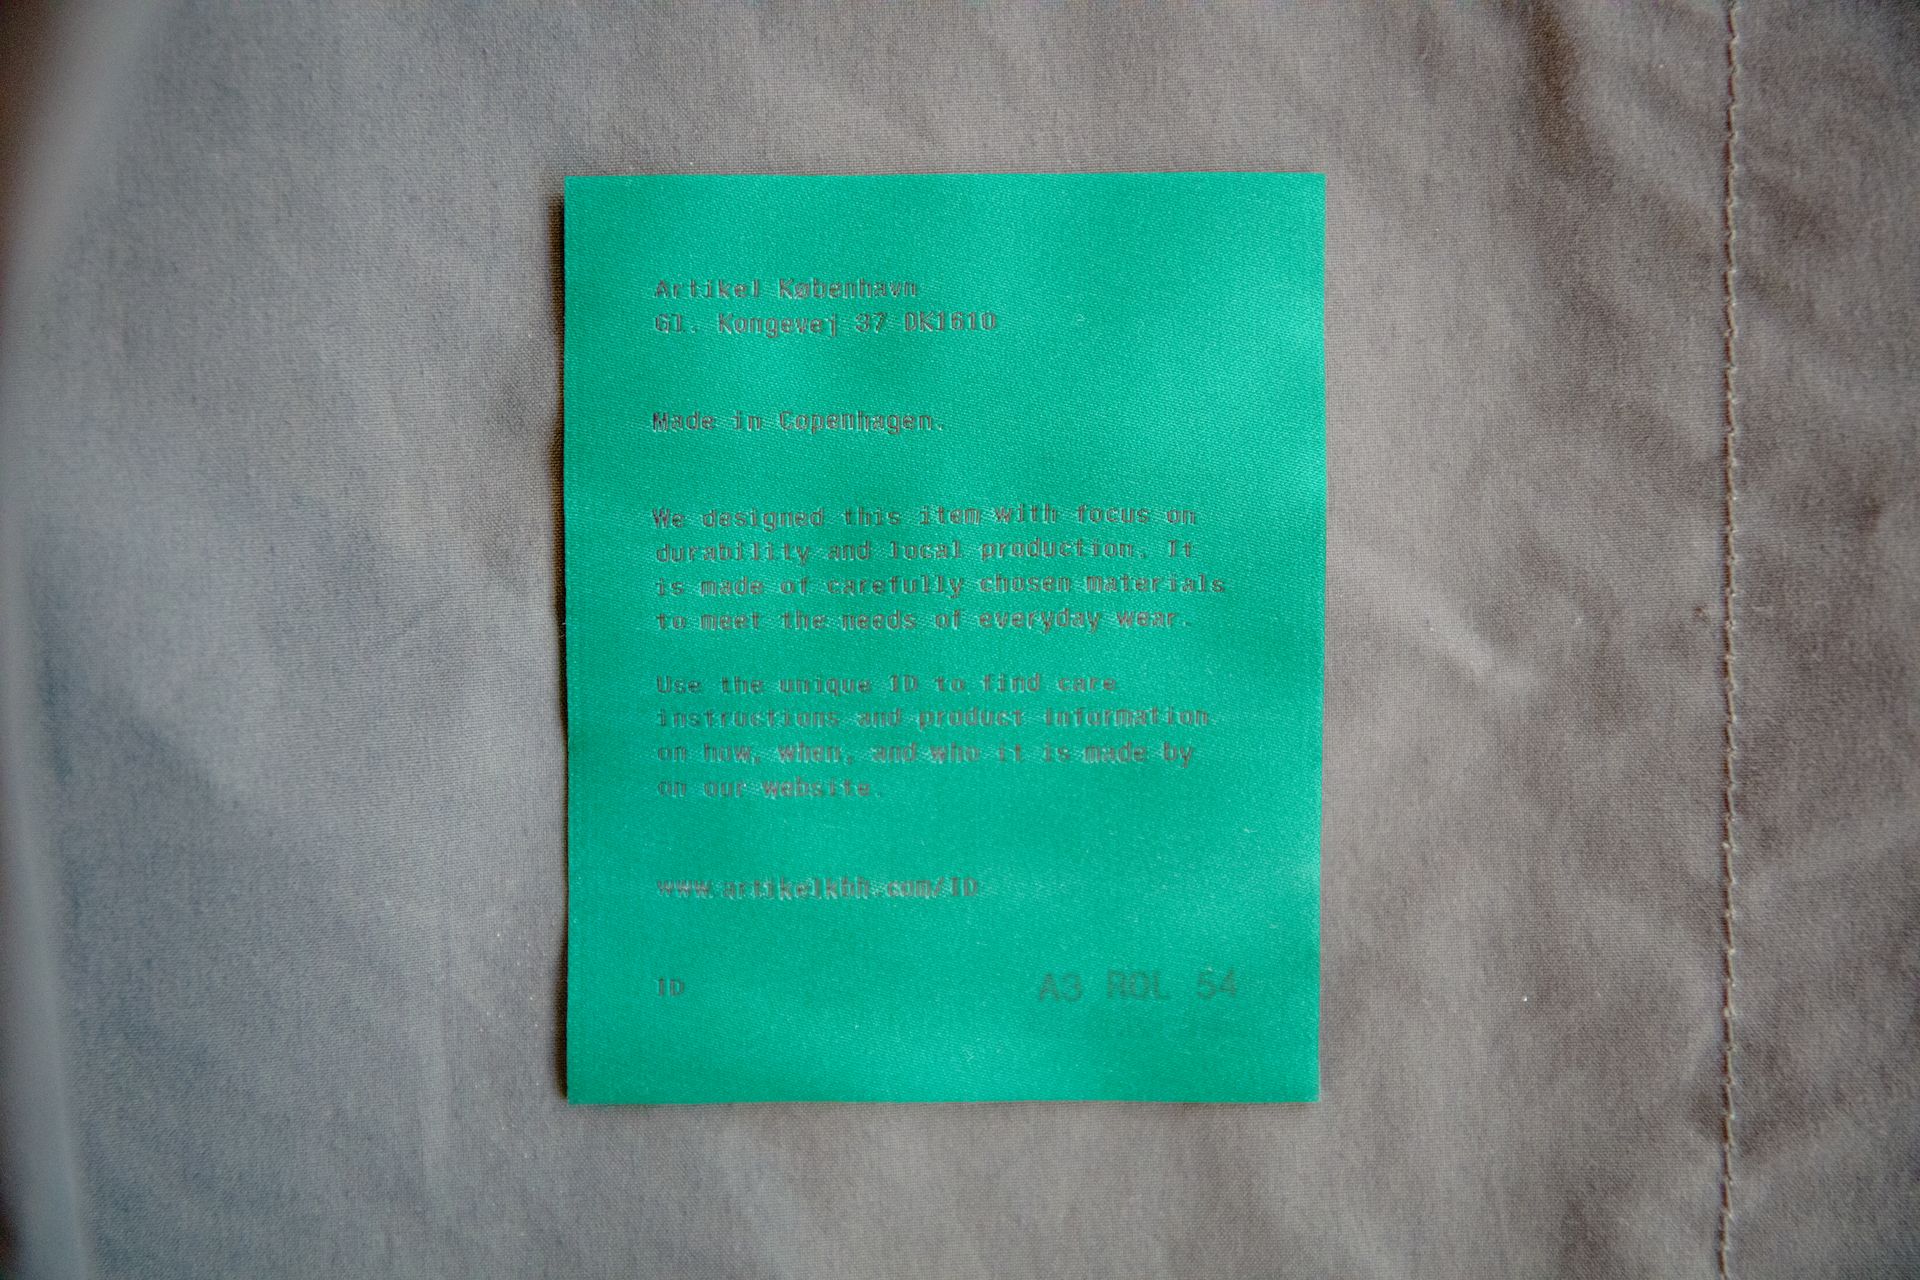 Artikel København
Gl. Kongevej 37 DK1610
Made in Copenhagen.
We designed this item with focus on
durability and local production. It
is made of carefully chosen materials
to meet the needs of everyday wear.
Use the unique ID to find care
instructions and product information
on how, when, and who it is made by
on our website.
www.artikelkbh.com/ID
ID A3 ROL 54